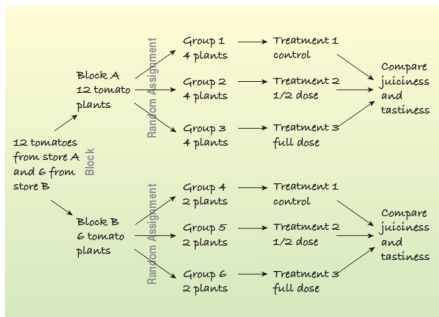 12 tomatoes
from store A
and 6 from
store B
Block
Block A
12 tomato
plants
Random Assignment
Group 1
4 plants
Treatment 1
control
Group 2
4 plants
Treatment 2
1/2 dose
Group 3
4 plants
Treatment 3
full dose
Compare
juiciness
and
tastiness
Block B
6 tomato
plants
Random Assignment
Group 4
2 plants
Treatment 1
control
Group 5
2 plants
Treatment 2
1/2 dose
Group 6
2 plants
Treatment 3
full dose
Compare
juiciness
and
tastiness